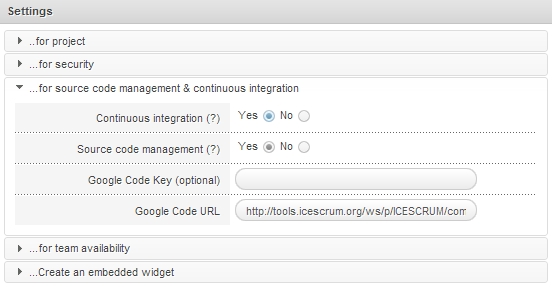 Settings
...for project
...for security
...for source code management & continuous integration
Continuous integration (?) Yes No
Source code management (?) Yes No
Google Code Key (optional)
Google Code URL http://tools.icescrum.org/ws/p/ICESCRUM/com
...for team availability
...Create an embedded widget